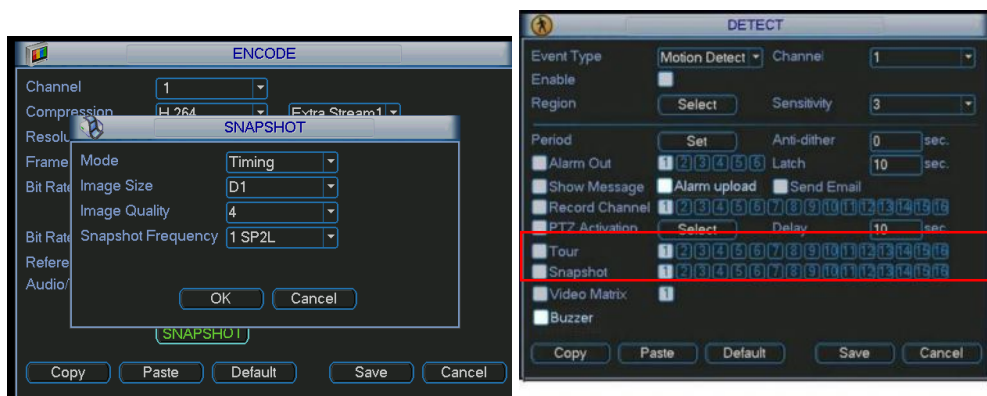 ENCODE
Channel 1
Compression H.264 Extra Stream1
Resolu
SNAPSHOT
Frame
Mode Timing
Bit Rate
Image Size D1
Image Quality 4
Bit Rate
Snapshot Frequency 1 SP2L
Refere
Audio/
OK Cancel
SNAPSHOT
Copy Paste Default Save Cancel
DETECT
Event Type Motion Detect Channel 1
Enable
Region Select Sensitivity 3
Period Set Anti-dither 0 sec.
Alarm Out 1 2 3 4 5 6 Latch 10 sec.
Show Message Alarm upload Send Email
Record Channel 1 2 3 4 5 6 7 8 9 10 11 12 13 14 15 16
PTZ Activation Select Delay 10 sec.
Tour 1 2 3 4 5 6 7 8 9 10 11 12 13 14 15 16
Snapshot 1 2 3 4 5 6 7 8 9 10 11 12 13 14 15 16
Video Matrix 1
Buzzer
Copy Paste Default Save Cancel